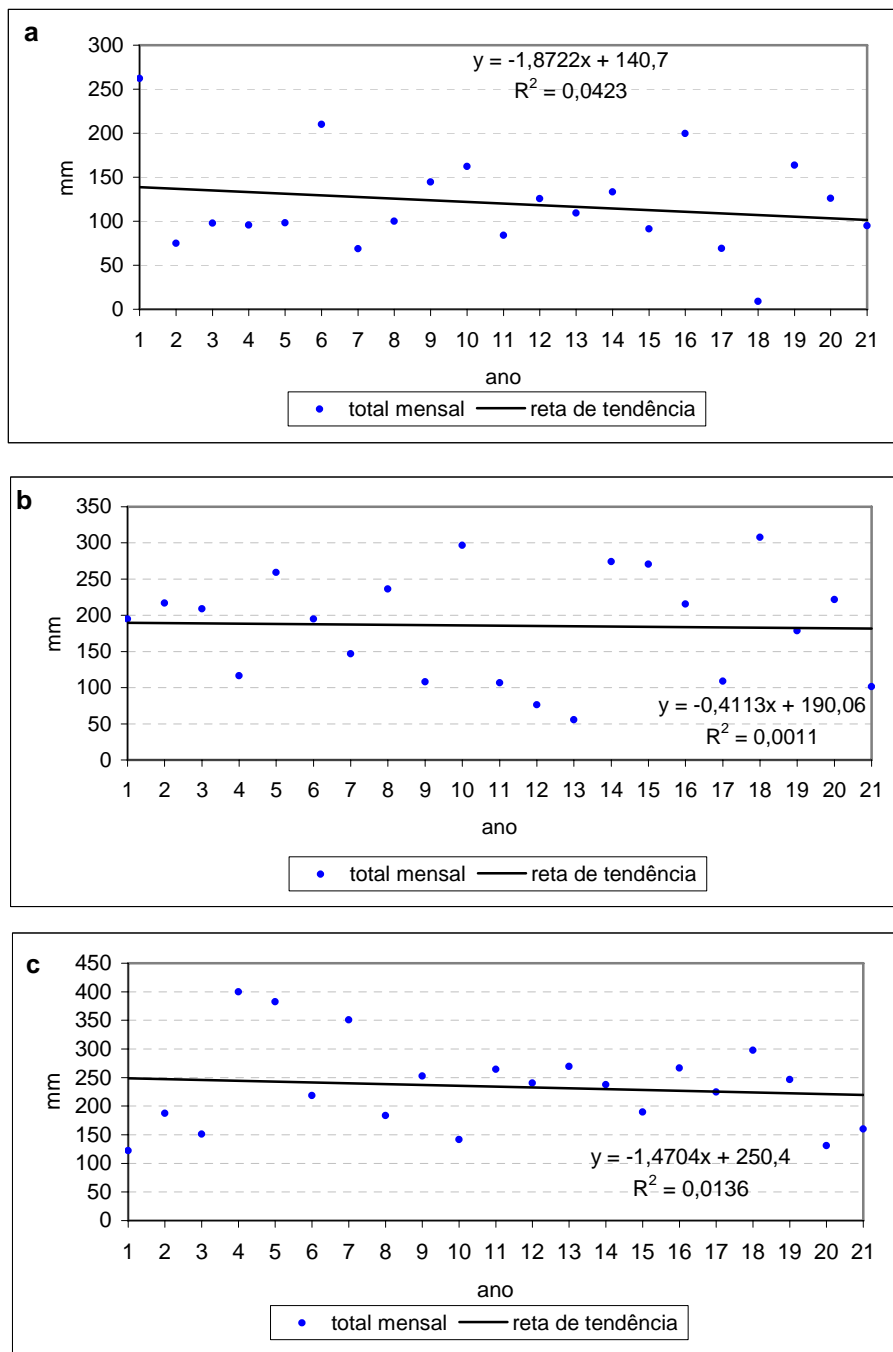 a
y = -1,8722x + 140,7
R² = 0,0423
300
250
200
150
100
50
0
mm
1 2 3 4 5 6 7 8 9 10 11 12 13 14 15 16 17 18 19 20 21
ano
total mensal reta de tendência
b
350
300
250
200
150
100
50
0
mm
y = -0,4113x + 190,06
R² = 0,0011
1 2 3 4 5 6 7 8 9 10 11 12 13 14 15 16 17 18 19 20 21
ano
total mensal reta de tendência
c
450
400
350
300
250
200
150
100
50
0
mm
y = -1,4704x + 250,4
R² = 0,0136
1 2 3 4 5 6 7 8 9 10 11 12 13 14 15 16 17 18 19 20 21
ano
total mensal reta de tendência